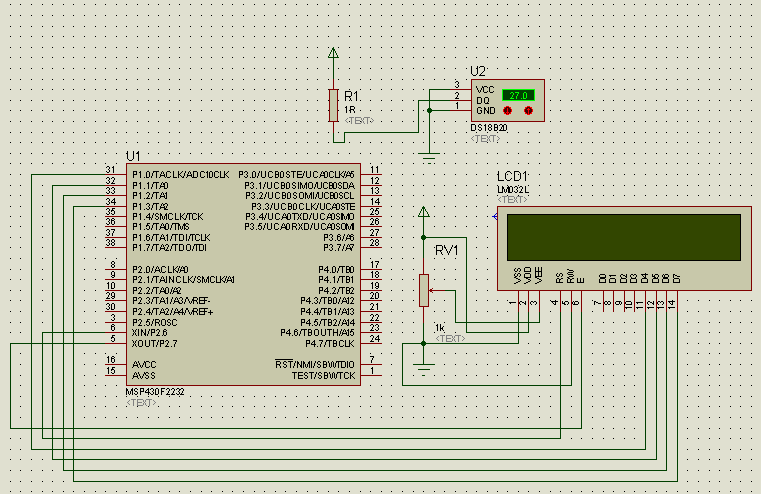 R1
1R
<TEXT>
U2
3 VCC
2 DQ
1 GND
27.0
DS18B20
<TEXT>
U1
31 P1.0/TACLK/ADC10CLK P3.0/UCB0STE/UCA0CLK/A5 11
32 P1.1/TA0 P3.1/UCB0SIMO/UCB0SDA 12
33 P1.2/TA1 P3.2/UCB0SOMI/UCB0SCL 13
34 P1.3/TA2 P3.3/UCB0CLK/UCA0STE 14
35 P1.4/SMCLK/TCK P3.4/UCA0TXD/UCA0SIMO 25
36 P1.5/TA0/TMS P3.5/UCA0RXD/UCA0SOMI 26
37 P1.6/TA1/TDI/TCLK P3.6/A6 27
38 P1.7/TA2/TDO/TDI P3.7/A7 28
8 P2.0/ACLK/A0 P4.0/TB0 17
9 P2.1/TAINCLK/SMCLK/A1 P4.1/TB1 18
10 P2.2/TA0/A2 P4.2/TB2 19
29 P2.3/TA1/A3/VREF- P4.3/TB0/A12 20
30 P2.4/TA2/A4/VREF+ P4.4/TB1/A13 21
3 P2.5/ROSC P4.5/TB2/A14 22
6 XIN/P2.6 P4.6/TBOUTH/A15 23
5 XOUT/P2.7 P4.7/TBCLK 24
16 AVCC RST/NMI/SBWTDIO 7
15 AVSS TEST/SBWTCK 1
MSP430F2232
<TEXT>
RV1
1k
<TEXT>
LCD1
LM032L
<TEXT>
VSS VDD VEE RS RW E D0 D1 D2 D3 D4 D5 D6 D7
1 2 3 4 5 6 7 8 9 10 11 12 13 14